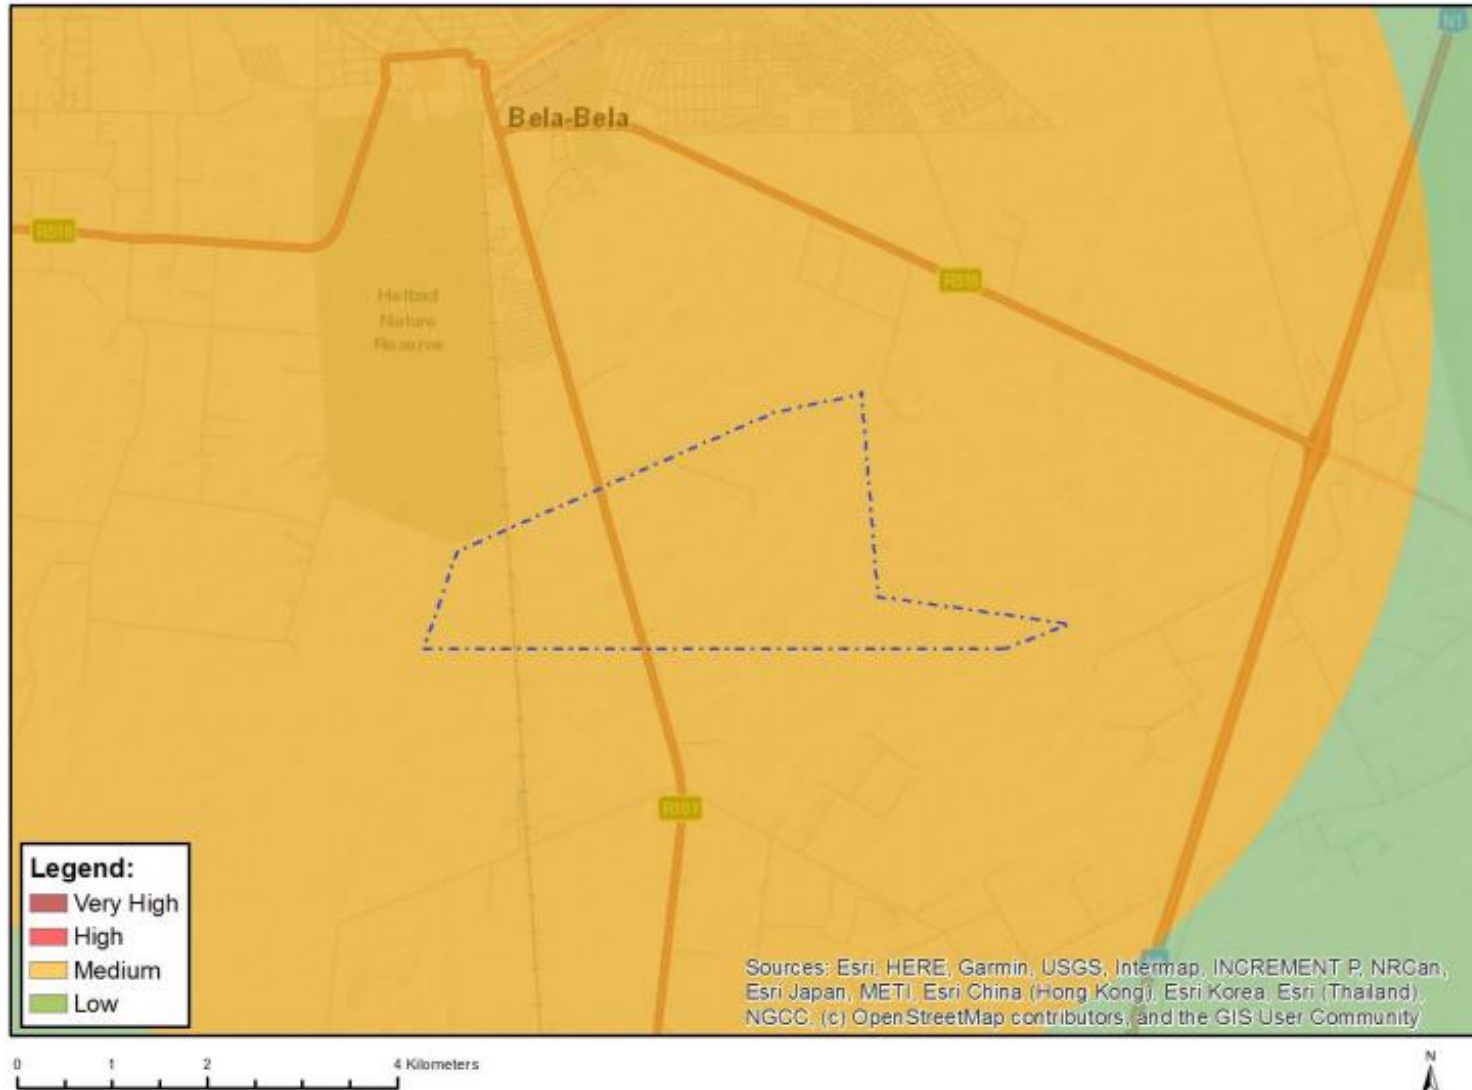 N1
Bela-Bela
R516
R516
Nature
Reserve
R101
Legend:
Very High
High
Medium
Low
Sources: Esri, HERE, Garmin, USGS, Intermap, INCREMENT P, NRCan,
Esri Japan, METI, Esri China (Hong Kong), Esri Korea, Esri (Thailand),
NGCC, (c) OpenStreetMap contributors, and the GIS User Community
0 1 2 4 Kilometers
N